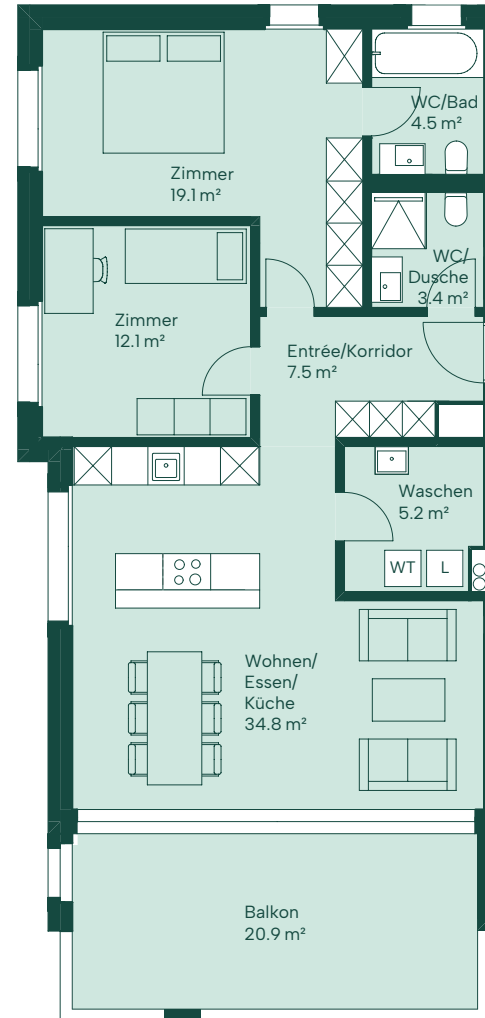 WC/Bad
4.5 m²
Zimmer
19.1 m²
WC/
Dusche
3.4 m²
Zimmer
12.1 m²
Entrée/Korridor
7.5 m²
Waschen
5.2 m²
WT
L
Wohnen/
Essen/
Küche
34.8 m²
Balkon
20.9 m²